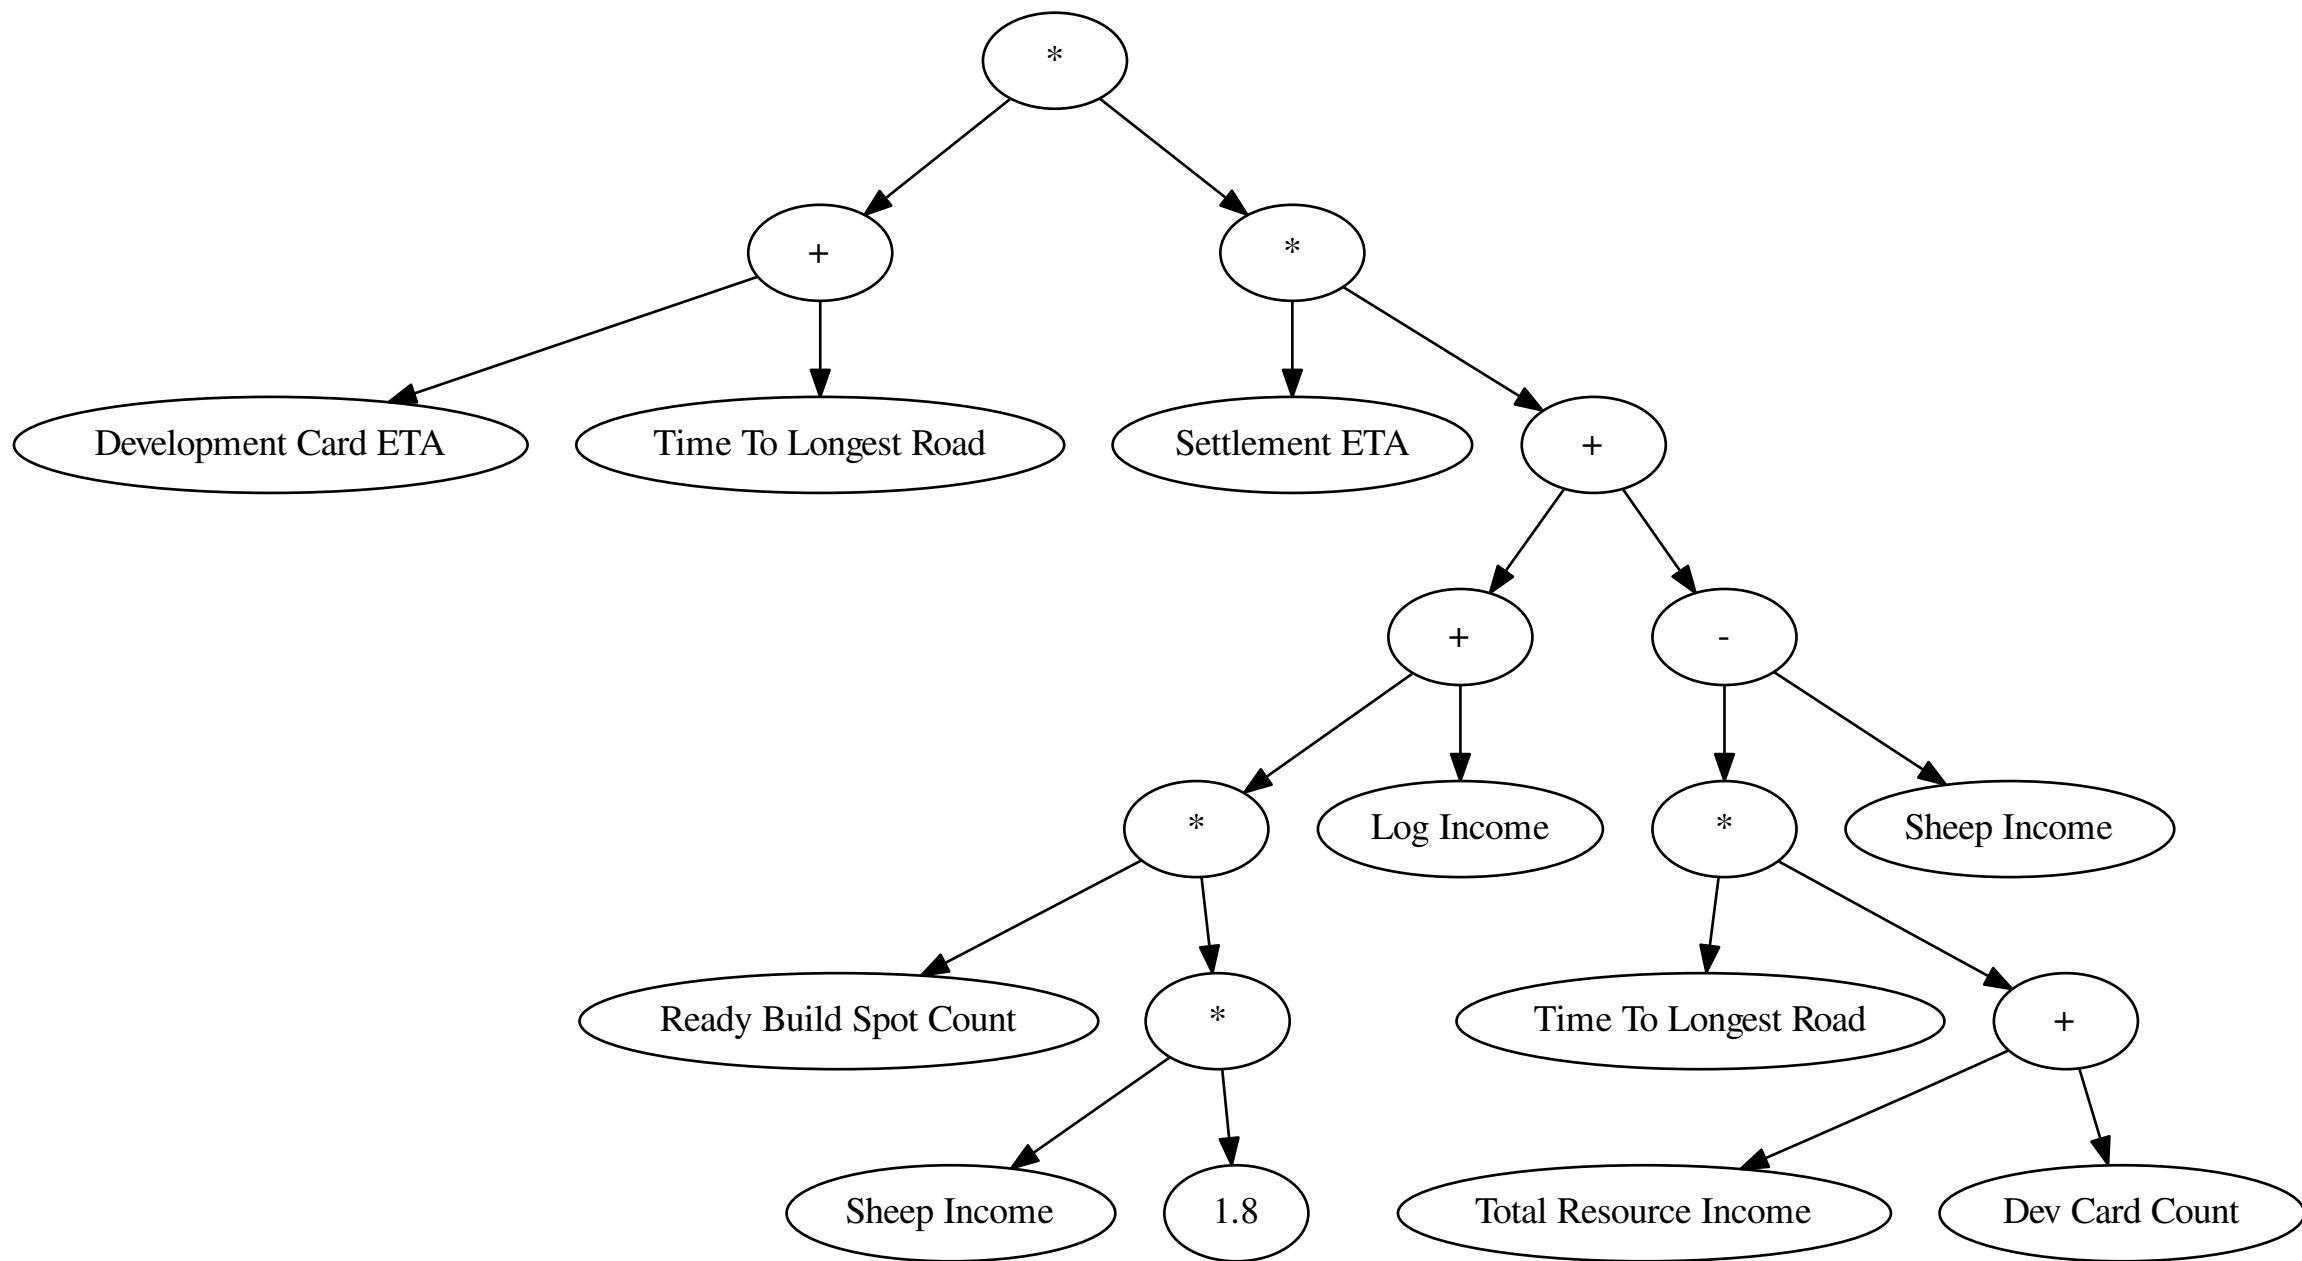 *
+
*
Development Card ETA
Time To Longest Road
Settlement ETA
+
+
-
*
Log Income
*
Sheep Income
Ready Build Spot Count
*
Time To Longest Road
+
Sheep Income
1.8
Total Resource Income
Dev Card Count